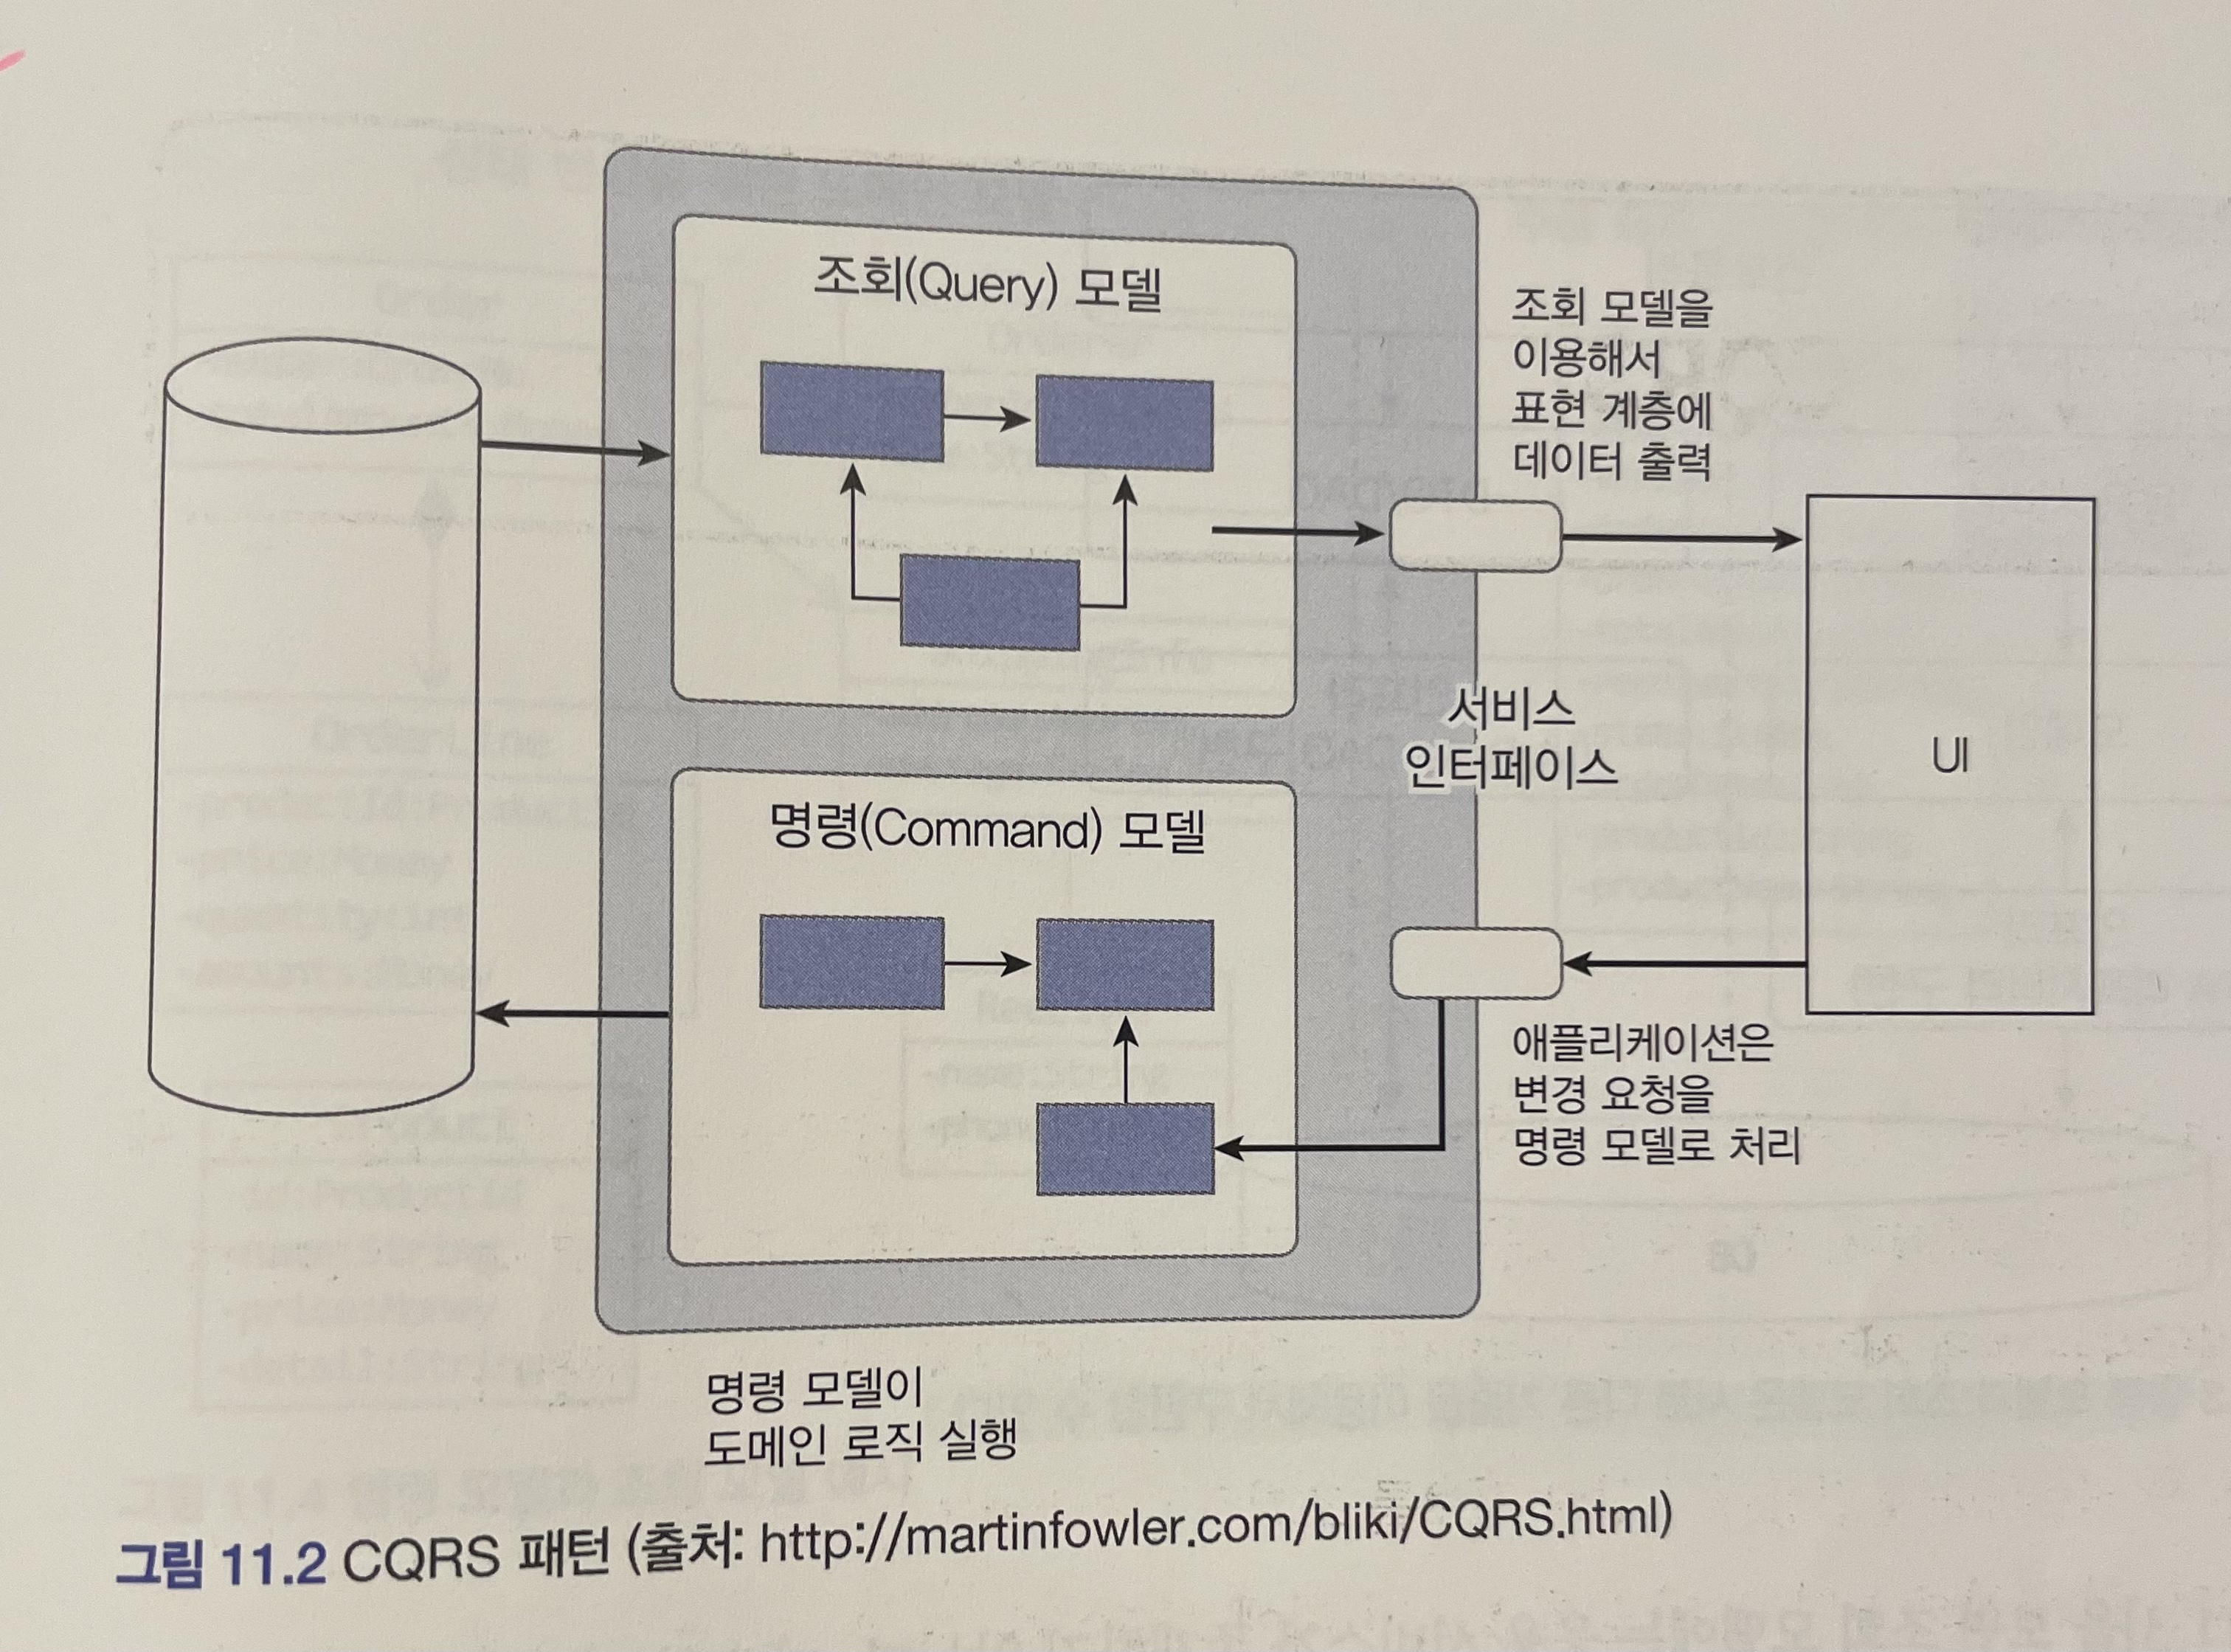 조회(Query) 모델
조회 모델을
이용해서
표현 계층에
데이터 출력
서비스
인터페이스
UI
명령(Command) 모델
애플리케이션은
변경 요청을
명령 모델로 처리
명령 모델이
도메인 로직 실행
그림 11.2 CQRS 패턴 (출처: http://martinfowler.com/bliki/CQRS.html)